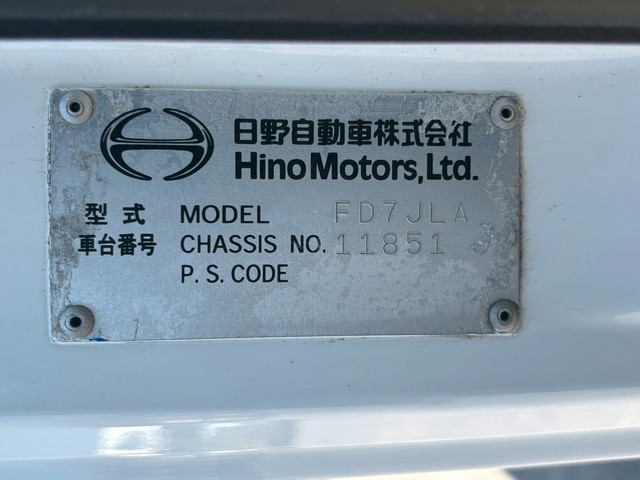 日野自動車株式会社
Hino Motors, Ltd.
型式 MODEL FD7JLA
車台番号 CHASSIS NO. 11851
P. S. CODE